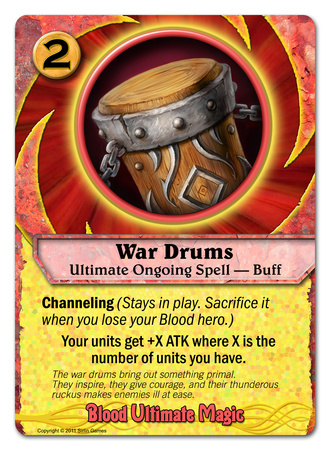 2
War Drums
Ultimate Ongoing Spell — Buff
Channeling (Stays in play. Sacrifice it
when you lose your Blood hero.)
Your units get +X ATK where X is the
number of units you have.
The war drums bring out something primal.
They inspire, they give courage, and their thunderous
ruckus makes enemies ill at ease.
Blood Ultimate Magic
Copyright © 2011 Sirlin Games